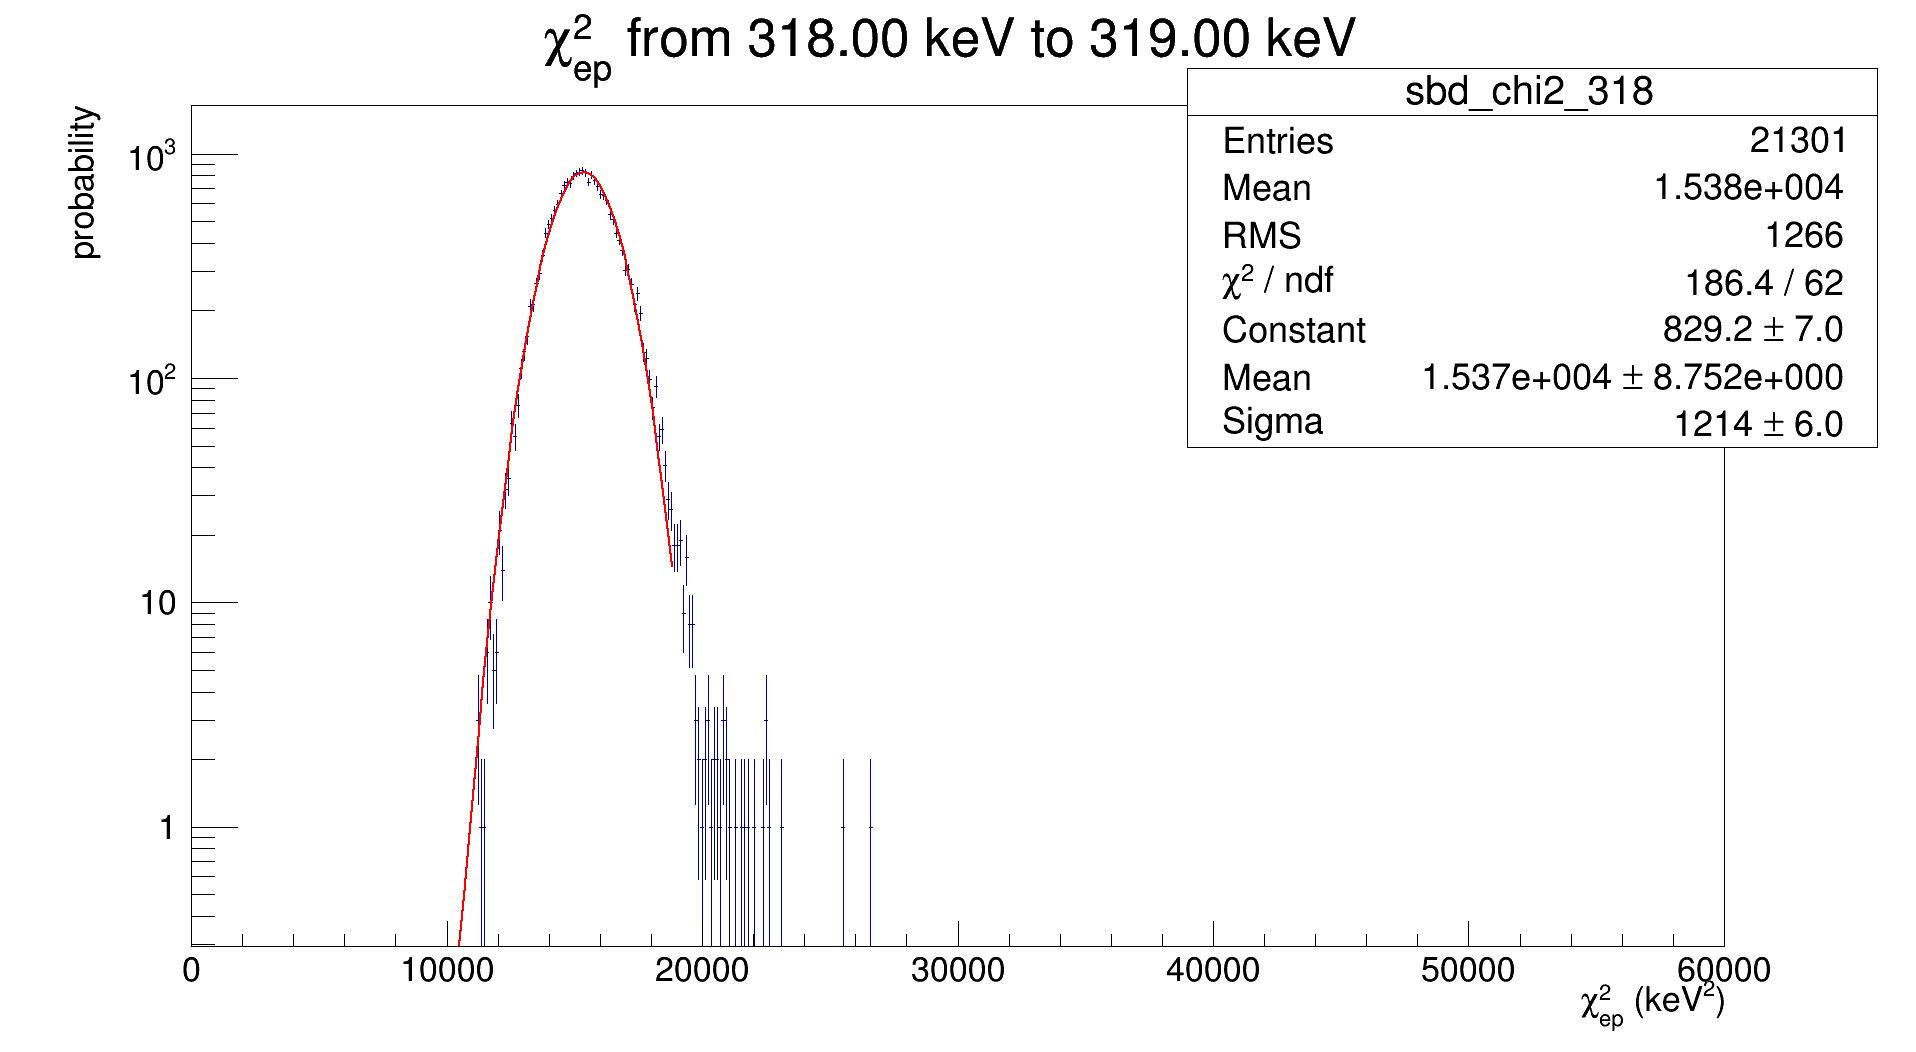 χ²ep from 318.00 keV to 319.00 keV
sbd_chi2_318
Entries 21301
Mean 1.538e+004
RMS 1266
χ² / ndf 186.4 / 62
Constant 829.2 ± 7.0
Mean 1.537e+004 ± 8.752e+000
Sigma 1214 ± 6.0
probability
10³
10²
10
1
0 10000 20000 30000 40000 50000 60000
χ²ep (keV²)